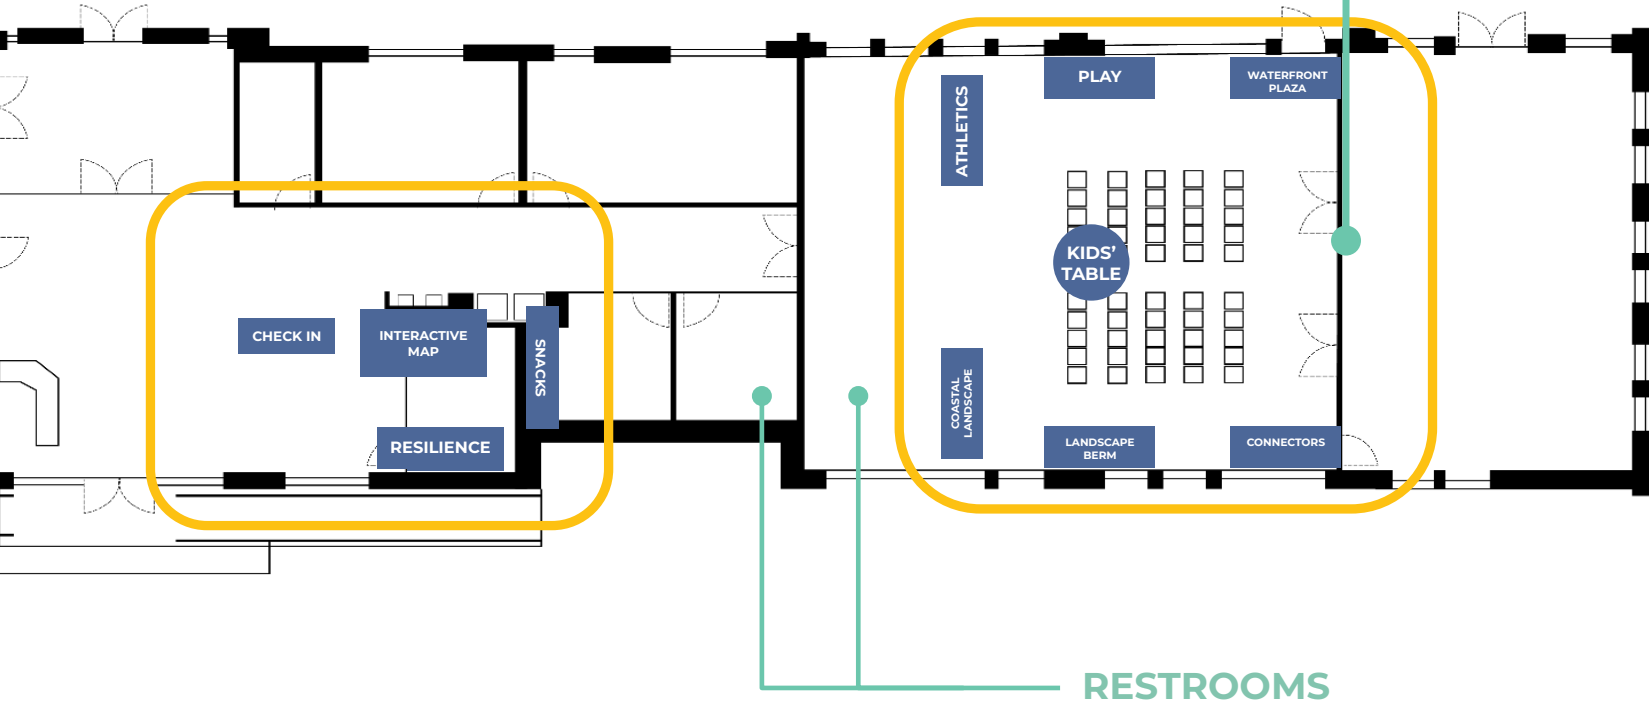 ATHLETICS
PLAY
WATERFRONT
PLAZA
KIDS'
TABLE
CHECK IN
INTERACTIVE
MAP
SNACKS
RESILIENCE
COASTAL
LANDSCAPE
LANDSCAPE
BERM
CONNECTORS
RESTROOMS